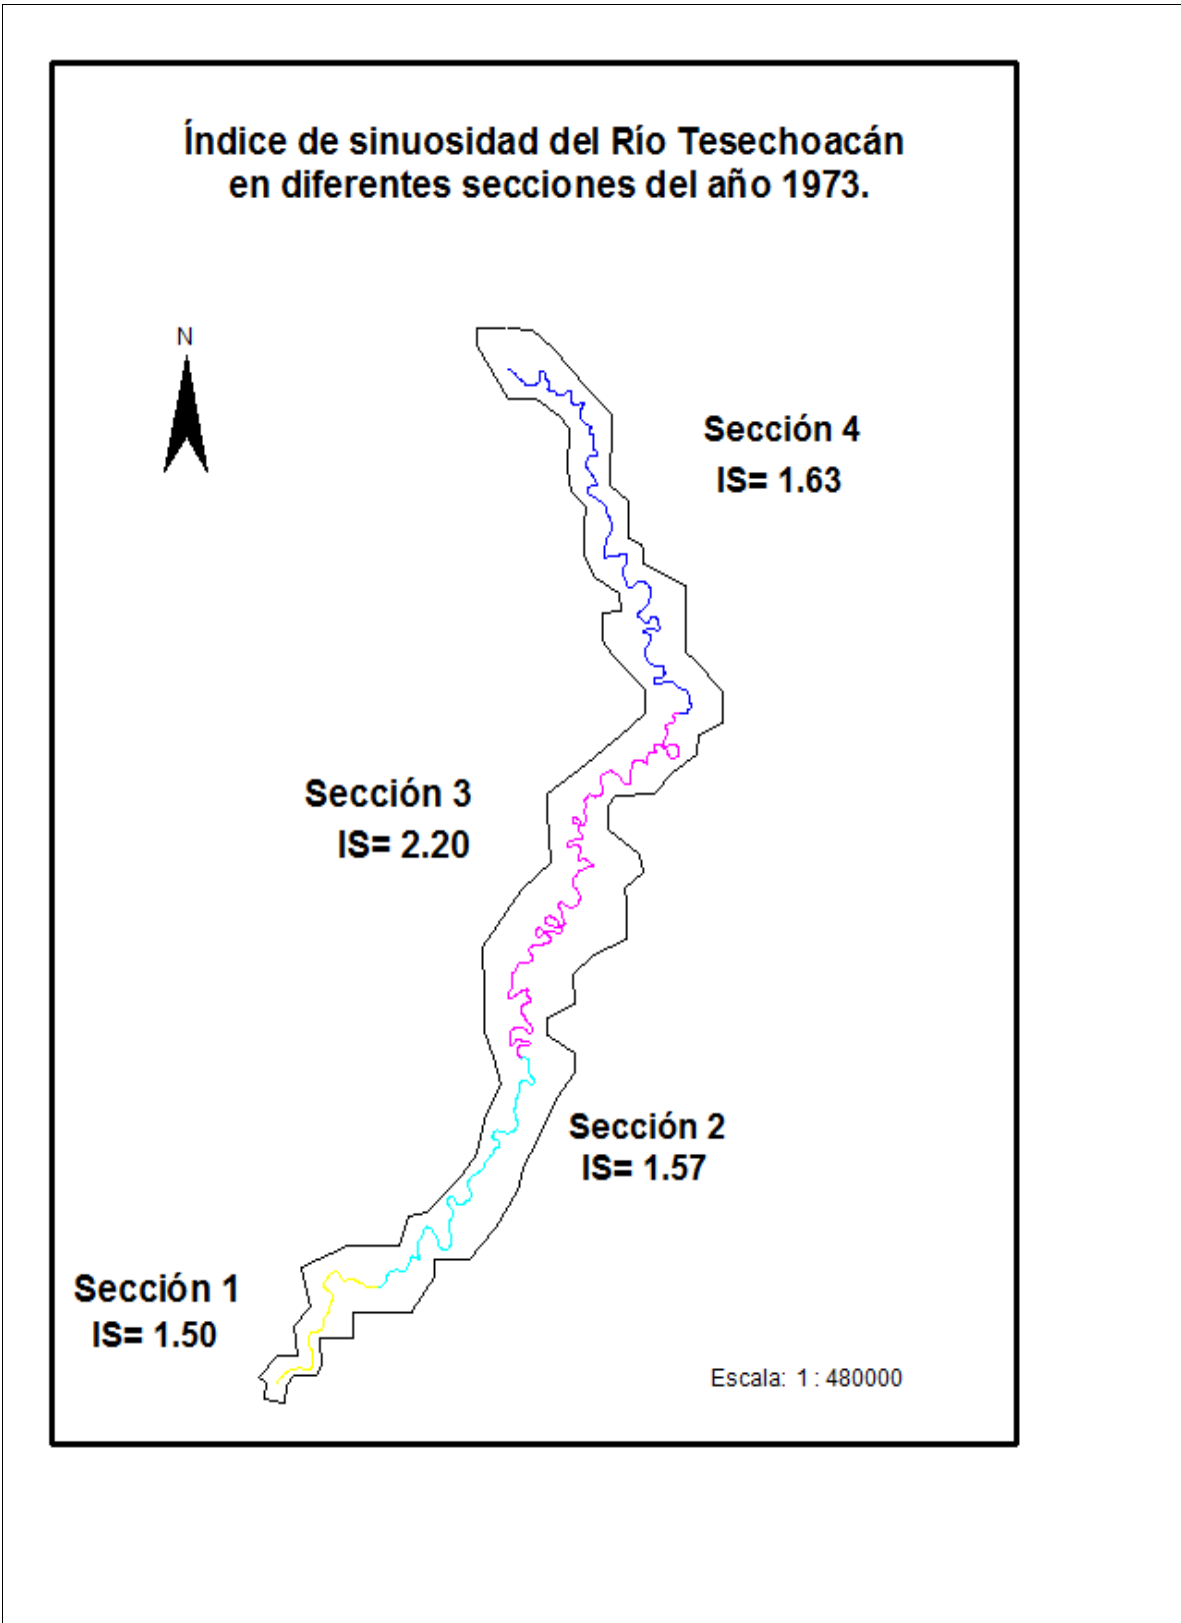 Índice de sinuosidad del Río Tesechoacán
en diferentes secciones del año 1973.
N
Sección 4
IS= 1.63
Sección 3
IS= 2.20
Sección 2
IS= 1.57
Sección 1
IS= 1.50
Escala: 1 : 480000